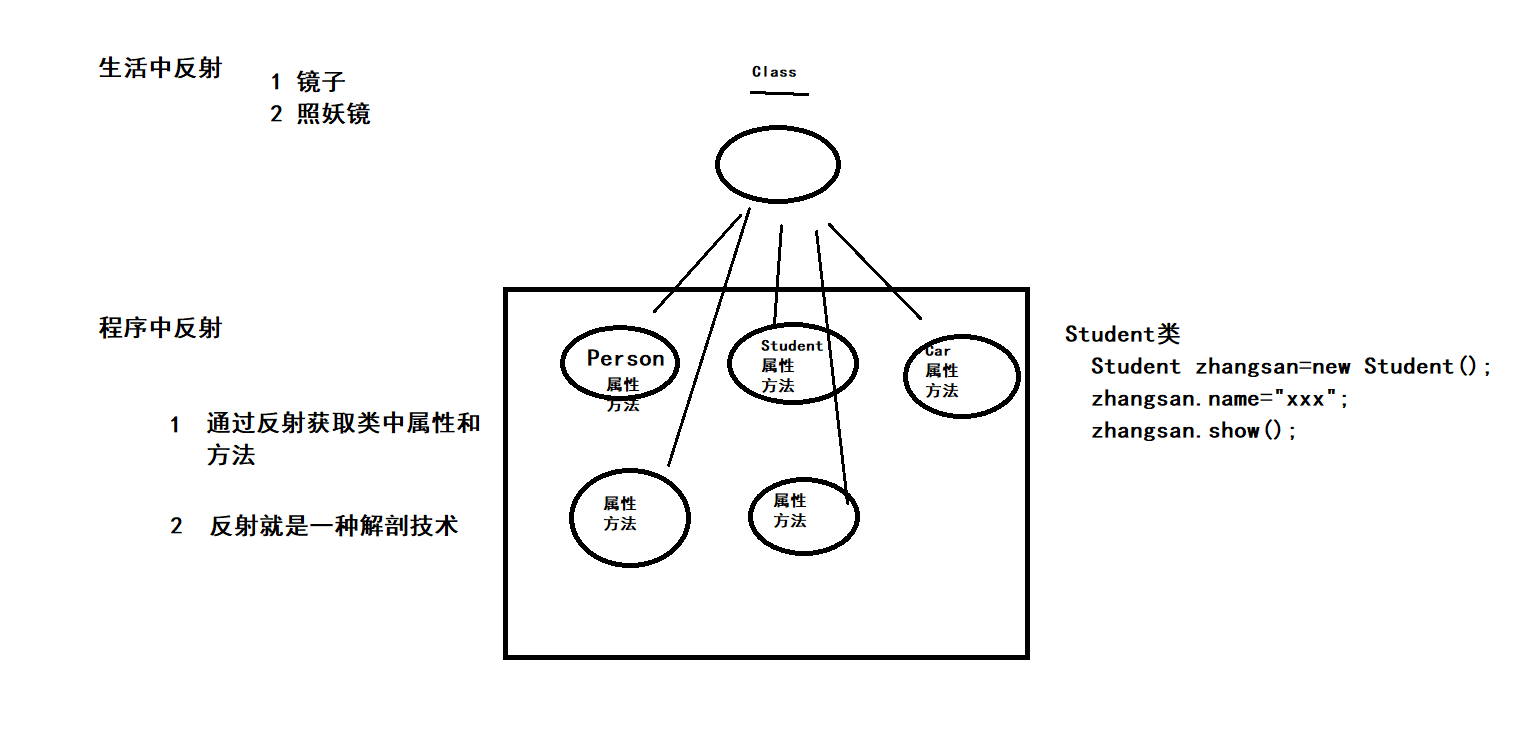 生活中反射
1 镜子
2 照妖镜
Class
程序中反射
1 通过反射获取类中属性和
方法
2 反射就是一种解剖技术
Person
属性
方法
Student
属性
方法
Car
属性
方法
属性
方法
属性
方法
Student类
Student zhangsan=new Student();
zhangsan.name="xxx";
zhangsan.show();